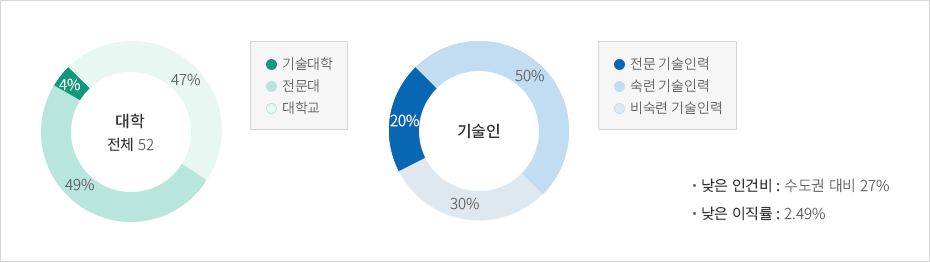 4%
47%
49%
대학
전체 52
기술대학
전문대
대학교
50%
20%
30%
기술인
전문 기술인력
숙련 기술인력
비숙련 기술인력
• 낮은 인건비 : 수도권 대비 27%
• 낮은 이직률 : 2.49%